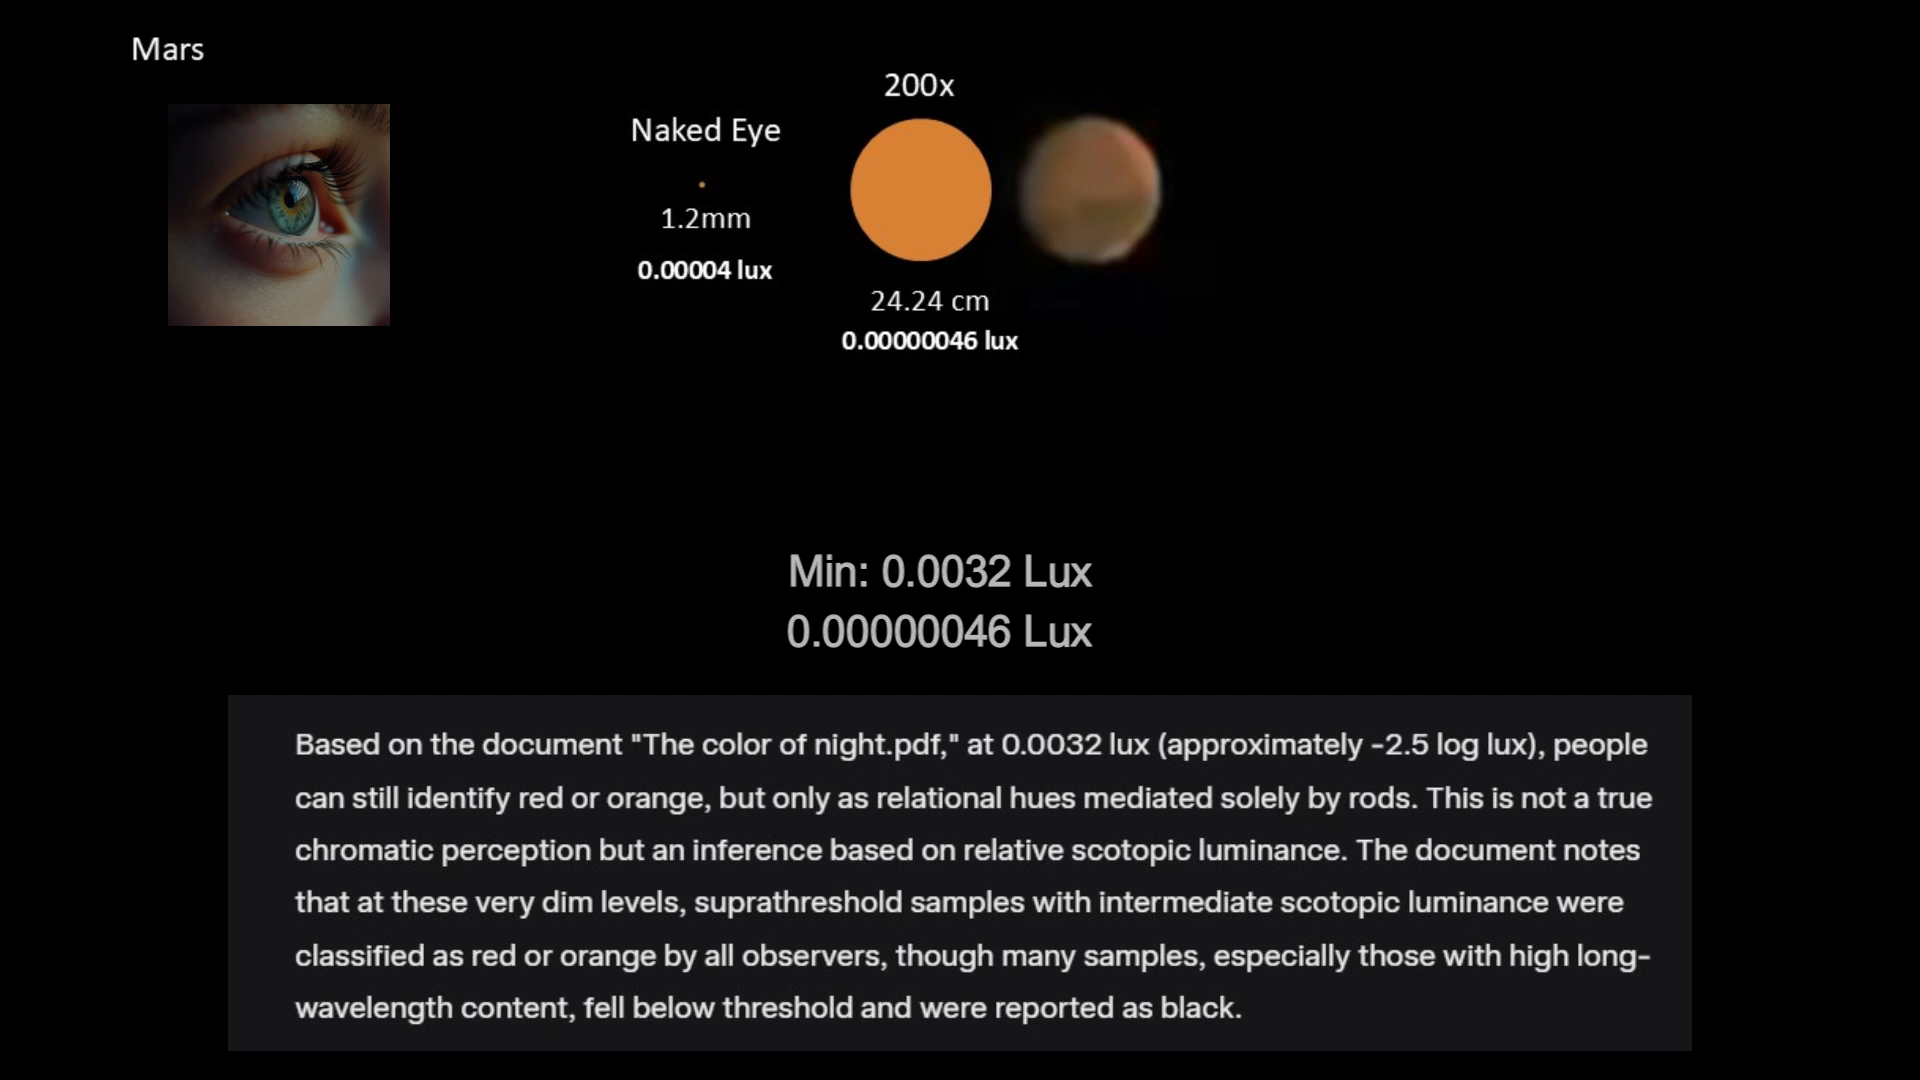 Mars
200x
Naked Eye
1.2mm
0.00004 lux
24.24 cm
0.00000046 lux
Min: 0.0032 Lux
0.00000046 Lux
Based on the document "The color of night.pdf," at 0.0032 lux (approximately -2.5 log lux), people
can still identify red or orange, but only as relational hues mediated solely by rods. This is not a true
chromatic perception but an inference based on relative scotopic luminance. The document notes
that at these very dim levels, suprathreshold samples with intermediate scotopic luminance were
classified as red or orange by all observers, though many samples, especially those with high long-
wavelength content, fell below threshold and were reported as black.